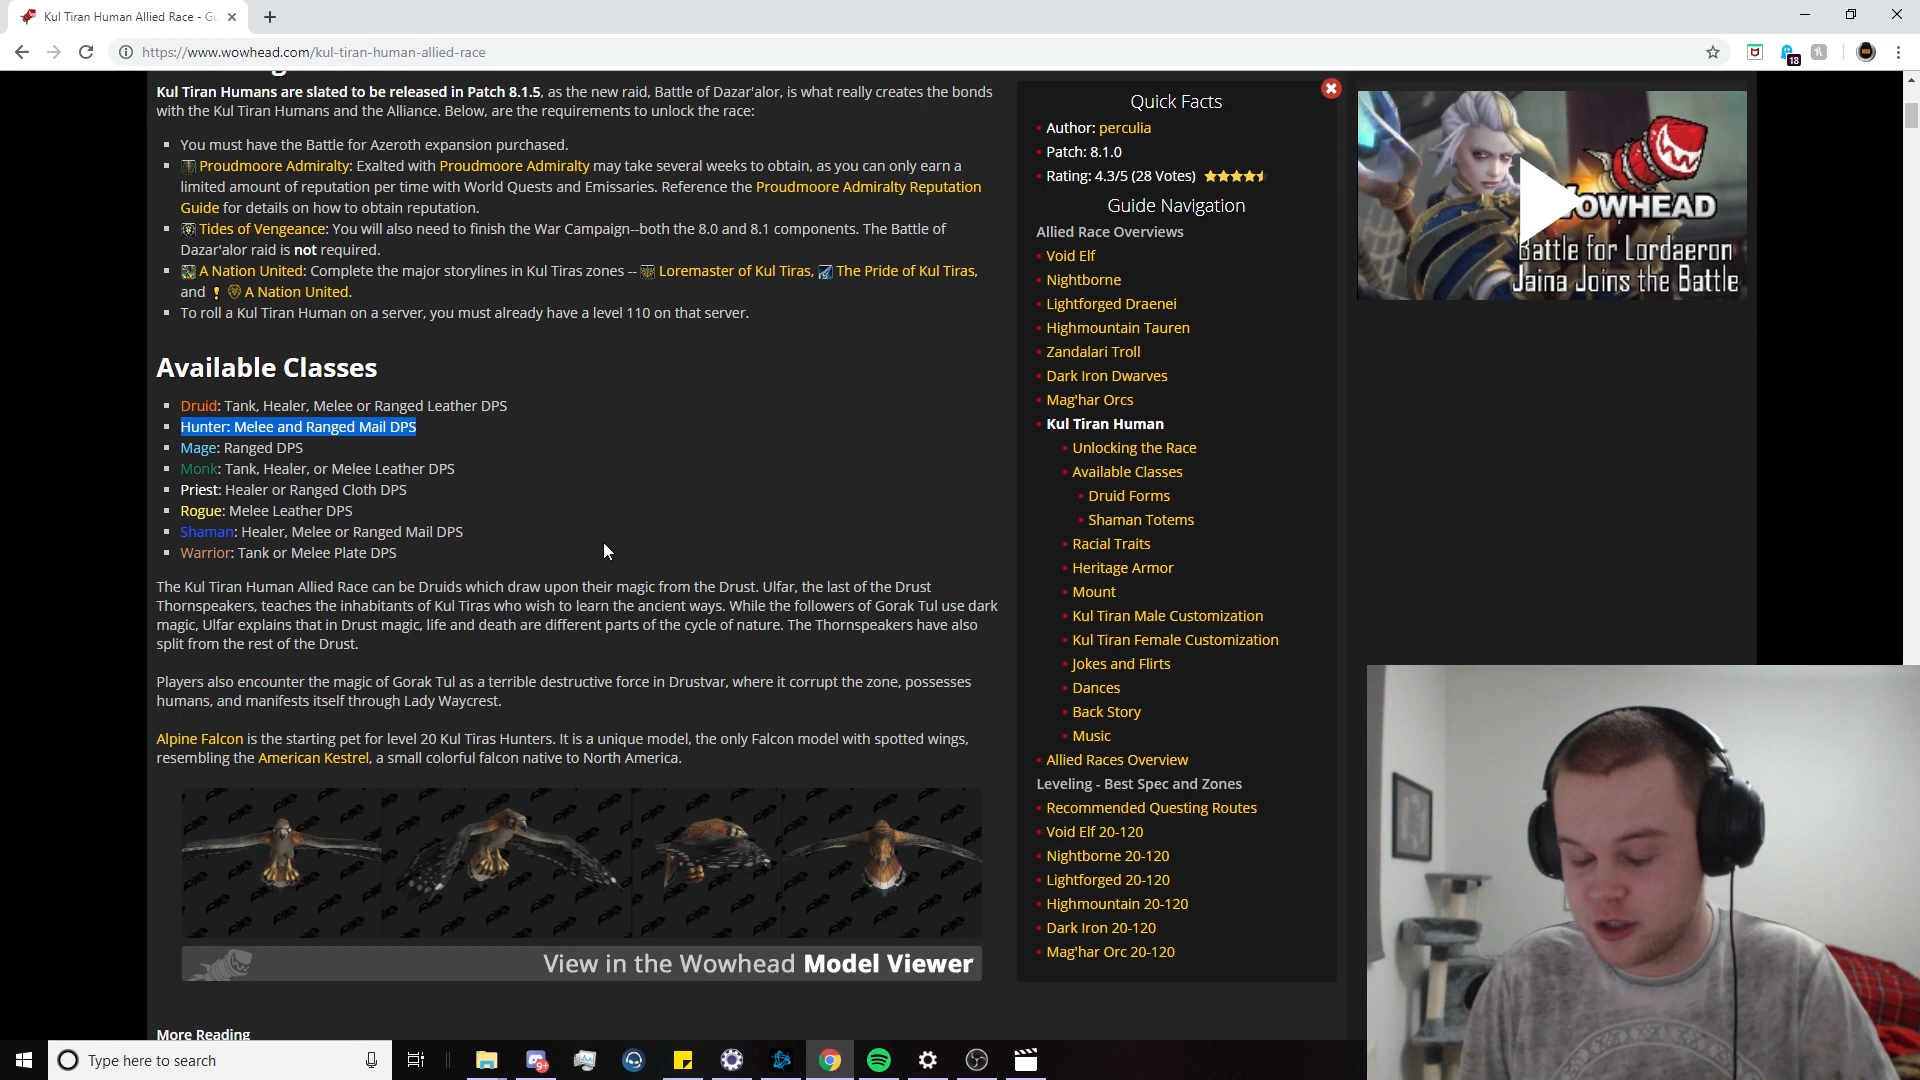 Kul Tiran Human Allied Race - Gu
https://www.wowhead.com/kul-tiran-human-allied-race
18
Kul Tiran Humans are slated to be released in Patch 8.1.5, as the new raid, Battle of Dazar'alor, is what really creates the bonds
with the Kul Tiran Humans and the Alliance. Below, are the requirements to unlock the race:
You must have the Battle for Azeroth expansion purchased.
Proudmoore Admiralty: Exalted with Proudmoore Admiralty may take several weeks to obtain, as you can only earn a
limited amount of reputation per time with World Quests and Emissaries. Reference the Proudmoore Admiralty Reputation
Guide for details on how to obtain reputation.
Tides of Vengeance: You will also need to finish the War Campaign--both the 8.0 and 8.1 components. The Battle of
Dazar'alor raid is not required.
A Nation United: Complete the major storylines in Kul Tiras zones -- Loremaster of Kul Tiras, The Pride of Kul Tiras,
and A Nation United.
To roll a Kul Tiran Human on a server, you must already have a level 110 on that server.
Available Classes
Druid: Tank, Healer, Melee or Ranged Leather DPS
Hunter: Melee and Ranged Mail DPS
Mage: Ranged DPS
Monk: Tank, Healer, or Melee Leather DPS
Priest: Healer or Ranged Cloth DPS
Rogue: Melee Leather DPS
Shaman: Healer, Melee or Ranged Mail DPS
Warrior: Tank or Melee Plate DPS
The Kul Tiran Human Allied Race can be Druids which draw upon their magic from the Drust. Ulfar, the last of the Drust
Thornspeakers, teaches the inhabitants of Kul Tiras who wish to learn the ancient ways. While the followers of Gorak Tul use dark
magic, Ulfar explains that in Drust magic, life and death are different parts of the cycle of nature. The Thornspeakers have also
split from the rest of the Drust.
Players also encounter the magic of Gorak Tul as a terrible destructive force in Drustvar, where it corrupt the zone, possesses
humans, and manifests itself through Lady Waycrest.
Alpine Falcon is the starting pet for level 20 Kul Tiras Hunters. It is a unique model, the only Falcon model with spotted wings,
resembling the American Kestrel, a small colorful falcon native to North America.
View in the Wowhead Model Viewer
More Reading
Quick Facts
Author: perculia
Patch: 8.1.0
Rating: 4.3/5 (28 Votes)
Guide Navigation
Allied Race Overviews
Void Elf
Nightborne
Lightforged Draenei
Highmountain Tauren
Zandalari Troll
Dark Iron Dwarves
Mag'har Orcs
Kul Tiran Human
Unlocking the Race
Available Classes
Druid Forms
Shaman Totems
Racial Traits
Heritage Armor
Mount
Kul Tiran Male Customization
Kul Tiran Female Customization
Jokes and Flirts
Dances
Back Story
Music
Allied Races Overview
Leveling - Best Spec and Zones
Recommended Questing Routes
Void Elf 20-120
Nightborne 20-120
Lightforged 20-120
Highmountain 20-120
Dark Iron 20-120
Mag'har Orc 20-120
WOWHEAD
Battle for Lordaeron
Jaina Joins the Battle
Type here to search
9+